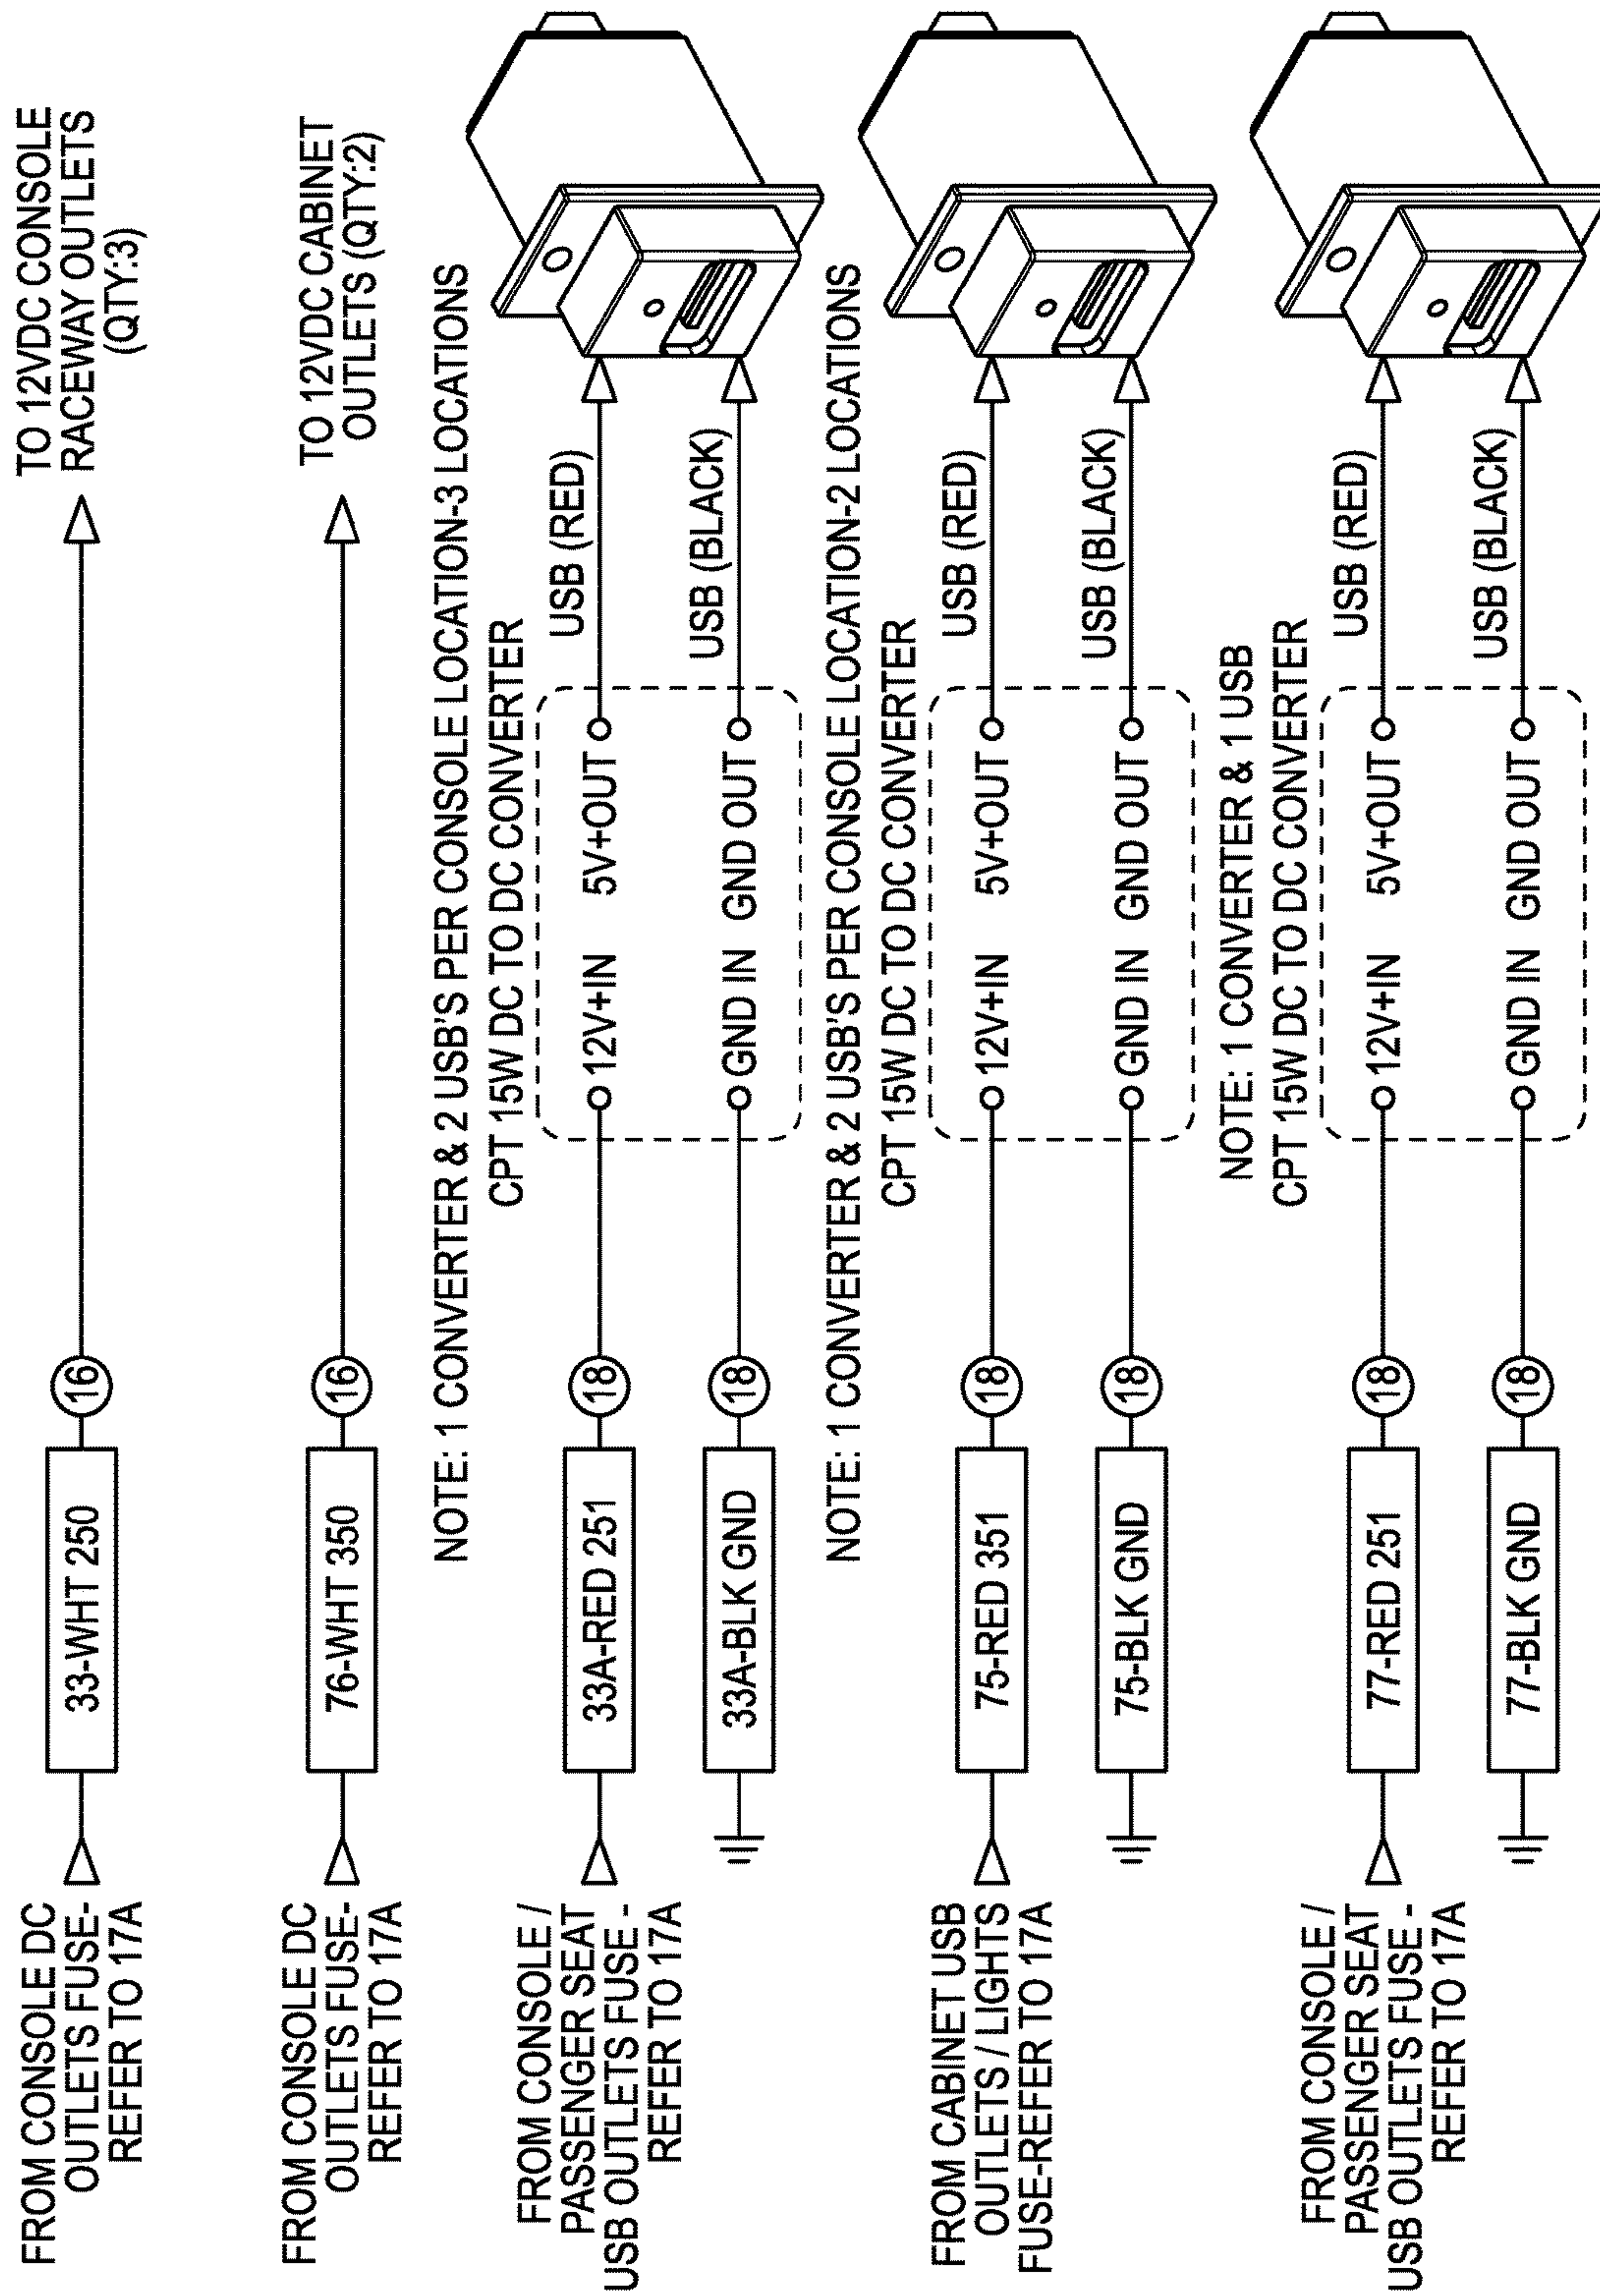 FROM CONSOLE DC
OUTLETS FUSE-
REFER TO 17A
33-WHT 250
16
TO 12VDC CONSOLE
RACEWAY OUTLETS
(QTY:3)
FROM CONSOLE DC
OUTLETS FUSE-
REFER TO 17A
76-WHT 350
16
TO 12VDC CABINET
OUTLETS (QTY:2)
NOTE: 1 CONVERTER & 2 USB'S PER CONSOLE LOCATION-3 LOCATIONS
CPT 15W DC TO DC CONVERTER
FROM CONSOLE /
PASSENGER SEAT
USB OUTLETS FUSE -
REFER TO 17A
33A-RED 251
18
12V+IN 5V+OUT
USB (RED)
33A-BLK GND
18
GND IN GND OUT
USB (BLACK)
NOTE: 1 CONVERTER & 2 USB'S PER CONSOLE LOCATION-2 LOCATIONS
CPT 15W DC TO DC CONVERTER
FROM CABINET USB
OUTLETS / LIGHTS
FUSE-REFER TO 17A
75-RED 351
18
12V+IN 5V+OUT
USB (RED)
75-BLK GND
18
GND IN GND OUT
USB (BLACK)
NOTE: 1 CONVERTER & 1 USB
CPT 15W DC TO DC CONVERTER
FROM CONSOLE /
PASSENGER SEAT
USB OUTLETS FUSE -
REFER TO 17A
77-RED 251
18
12V+IN 5V+OUT
USB (RED)
77-BLK GND
18
GND IN GND OUT
USB (BLACK)